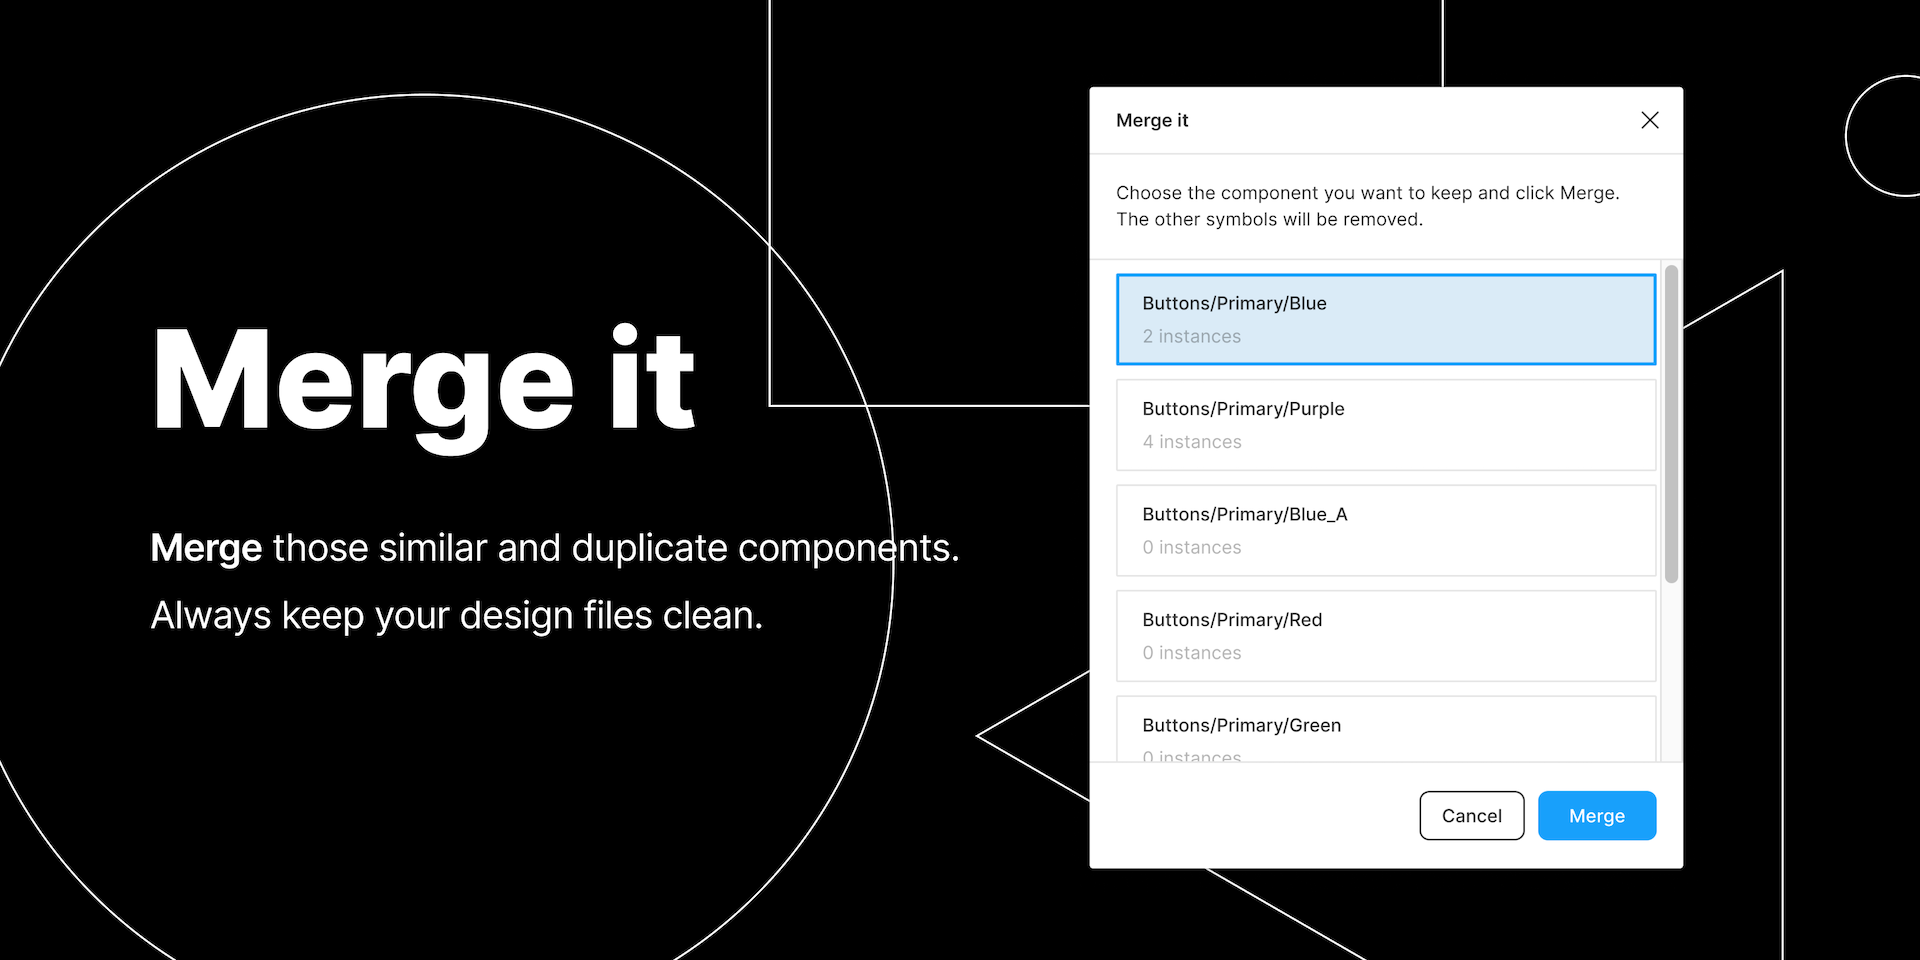 Merge it
Merge those similar and duplicate components.
Always keep your design files clean.
Merge it
Choose the component you want to keep and click Merge.
The other symbols will be removed.
Buttons/Primary/Blue
2 instances
Buttons/Primary/Purple
4 instances
Buttons/Primary/Blue_A
0 instances
Buttons/Primary/Red
0 instances
Buttons/Primary/Green
0 instances
Cancel
Merge